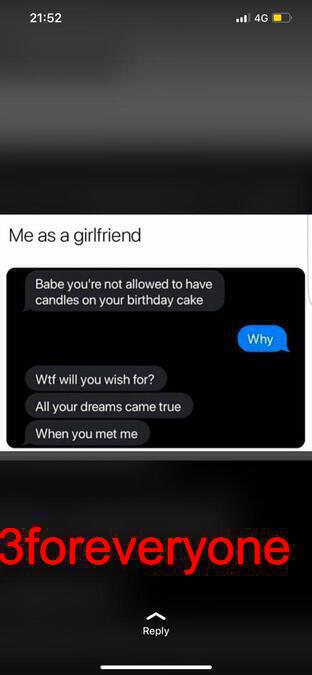 21:52
4G
Me as a girlfriend
Babe you're not allowed to have
candles on your birthday cake
Why
Wtf will you wish for?
All your dreams came true
When you met me
3foreveryone
Reply